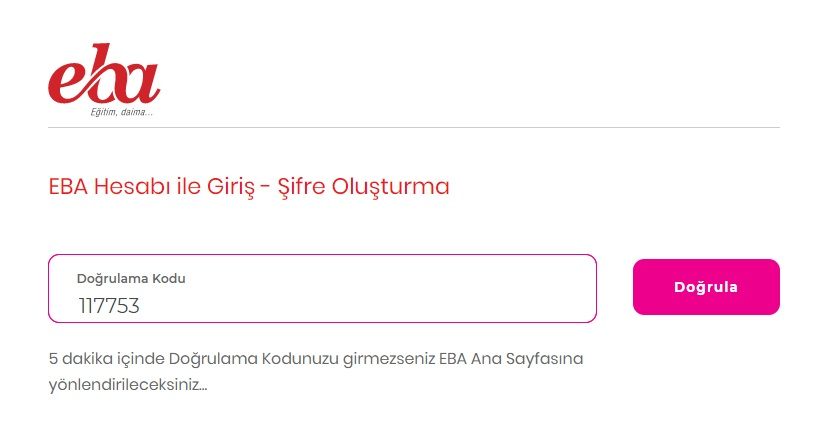 eba
Eğitim, daima...
EBA Hesabı ile Giriş - Şifre Oluşturma
Doğrulama Kodu
117753
Doğrula
5 dakika içinde Doğrulama Kodunuzu girmezseniz EBA Ana Sayfasına
yönlendirileceksiniz...